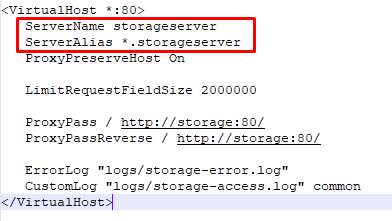 <VirtualHost *:80>
ServerName storageserver
ServerAlias *.storageserver
ProxyPreserveHost On
LimitRequestFieldSize 2000000
ProxyPass / http://storage:80/
ProxyPassReverse / http://storage:80/
ErrorLog "logs/storage-error.log"
CustomLog "logs/storage-access.log" common
</VirtualHost>